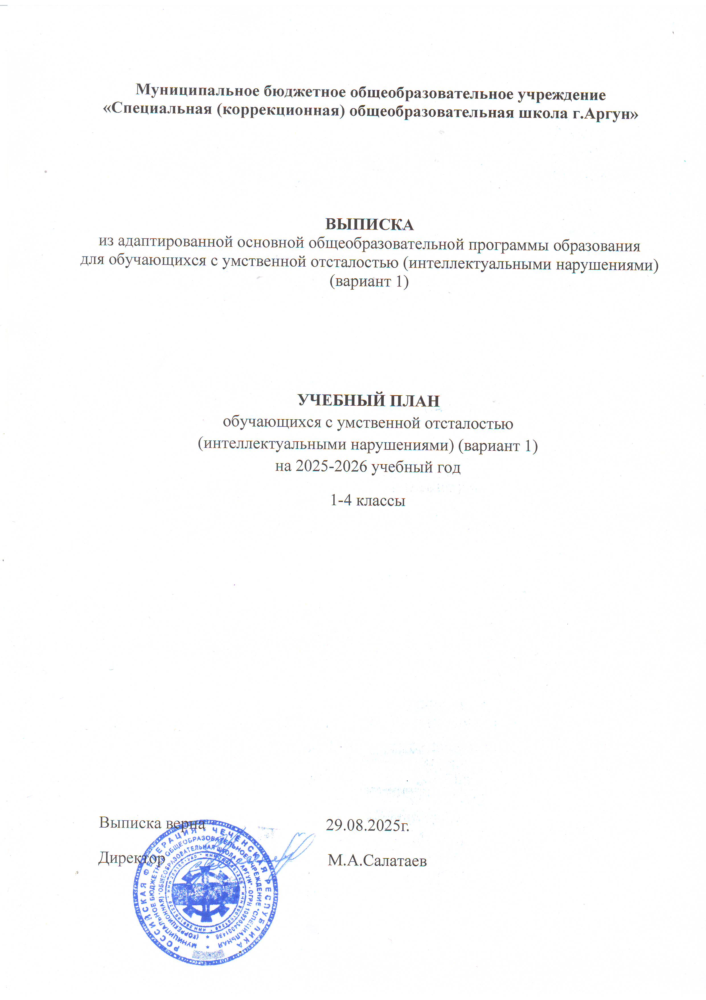 Муниципальное бюджетное общеобразовательное учреждение
«Специальная (коррекционная) общеобразовательная школа г.Аргун»
ВЫПИСКА
из адаптированной основной общеобразовательной программы образования
для обучающихся с умственной отсталостью (интеллектуальными нарушениями)
(вариант 1)
УЧЕБНЫЙ ПЛАН
обучающихся с умственной отсталостью
(интеллектуальными нарушениями) (вариант 1)
на 2025-2026 учебный год
1-4 классы
Выписка верна 29.08.2025г.
Директор М.А.Салатаев
РОССИЙСКАЯ ФЕДЕРАЦИЯ * ЧЕЧЕНСКАЯ РЕСПУБЛИКА
МУНИЦИПАЛЬНОЕ БЮДЖЕТНОЕ ОБЩЕОБРАЗОВАТЕЛЬНОЕ УЧРЕЖДЕНИЕ "СПЕЦИАЛЬНАЯ
(КОРРЕКЦИОННАЯ) ОБЩЕОБРАЗОВАТЕЛЬНАЯ ШКОЛА Г. АРГУН" ОГРН